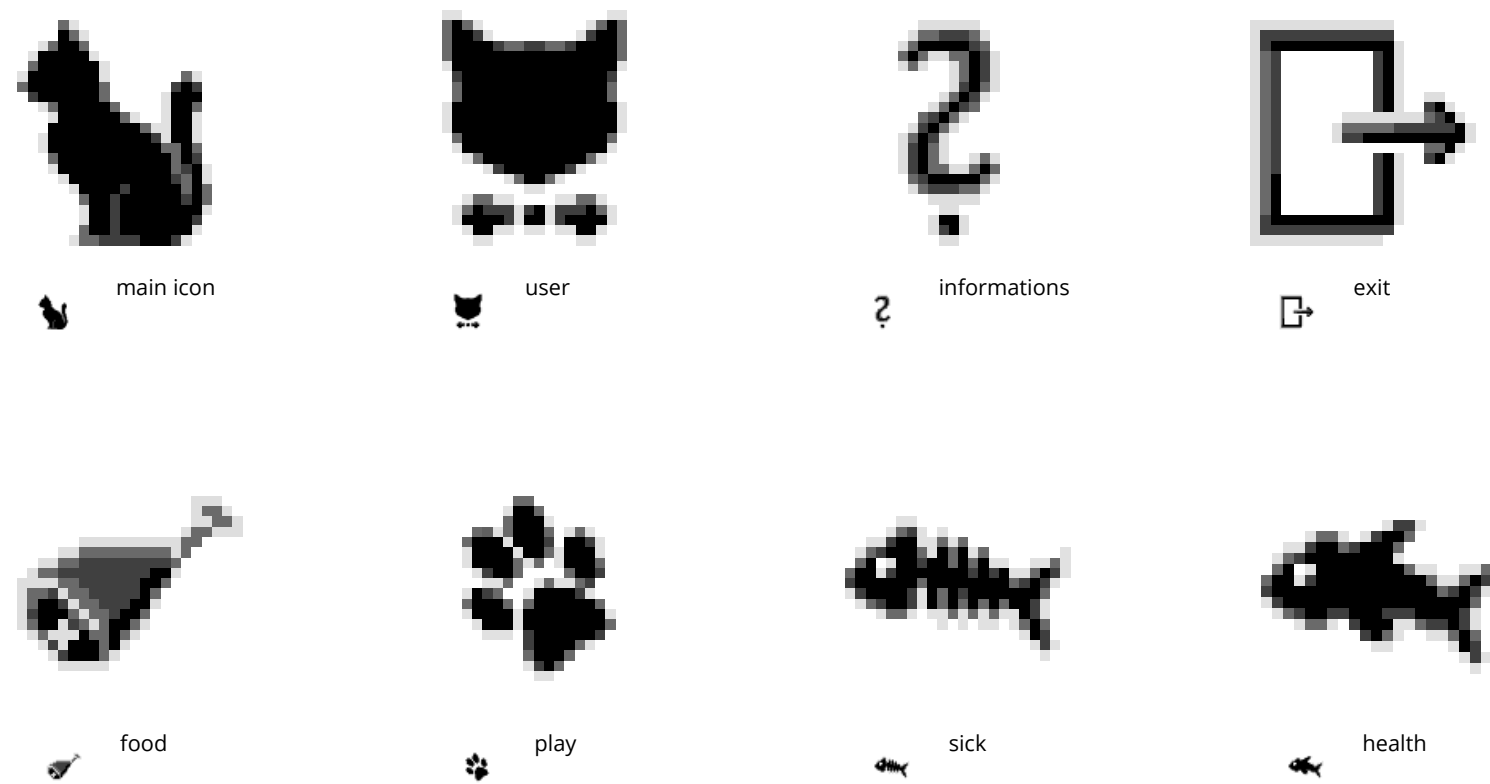 main icon
user
informations
exit
food
play
sick
health